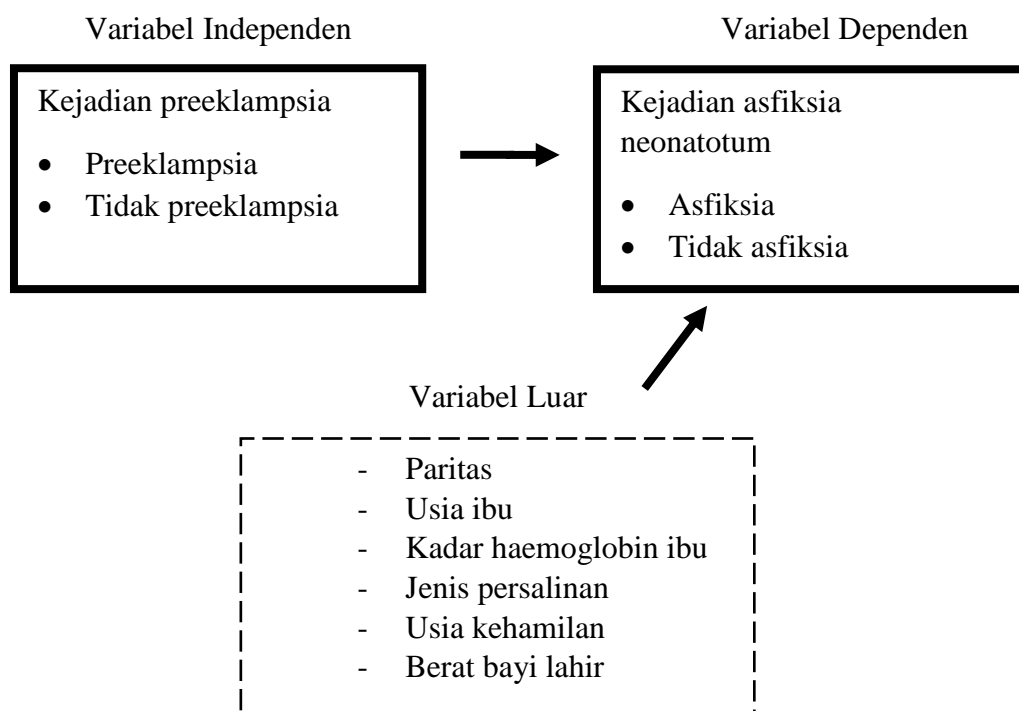 Variabel Independen
Variabel Dependen
Kejadian preeklampsia
• Preeklampsia
• Tidak preeklampsia
Kejadian asfiksia
neonatotum
• Asfiksia
• Tidak asfiksia
Variabel Luar
- Paritas
- Usia ibu
- Kadar haemoglobin ibu
- Jenis persalinan
- Usia kehamilan
- Berat bayi lahir